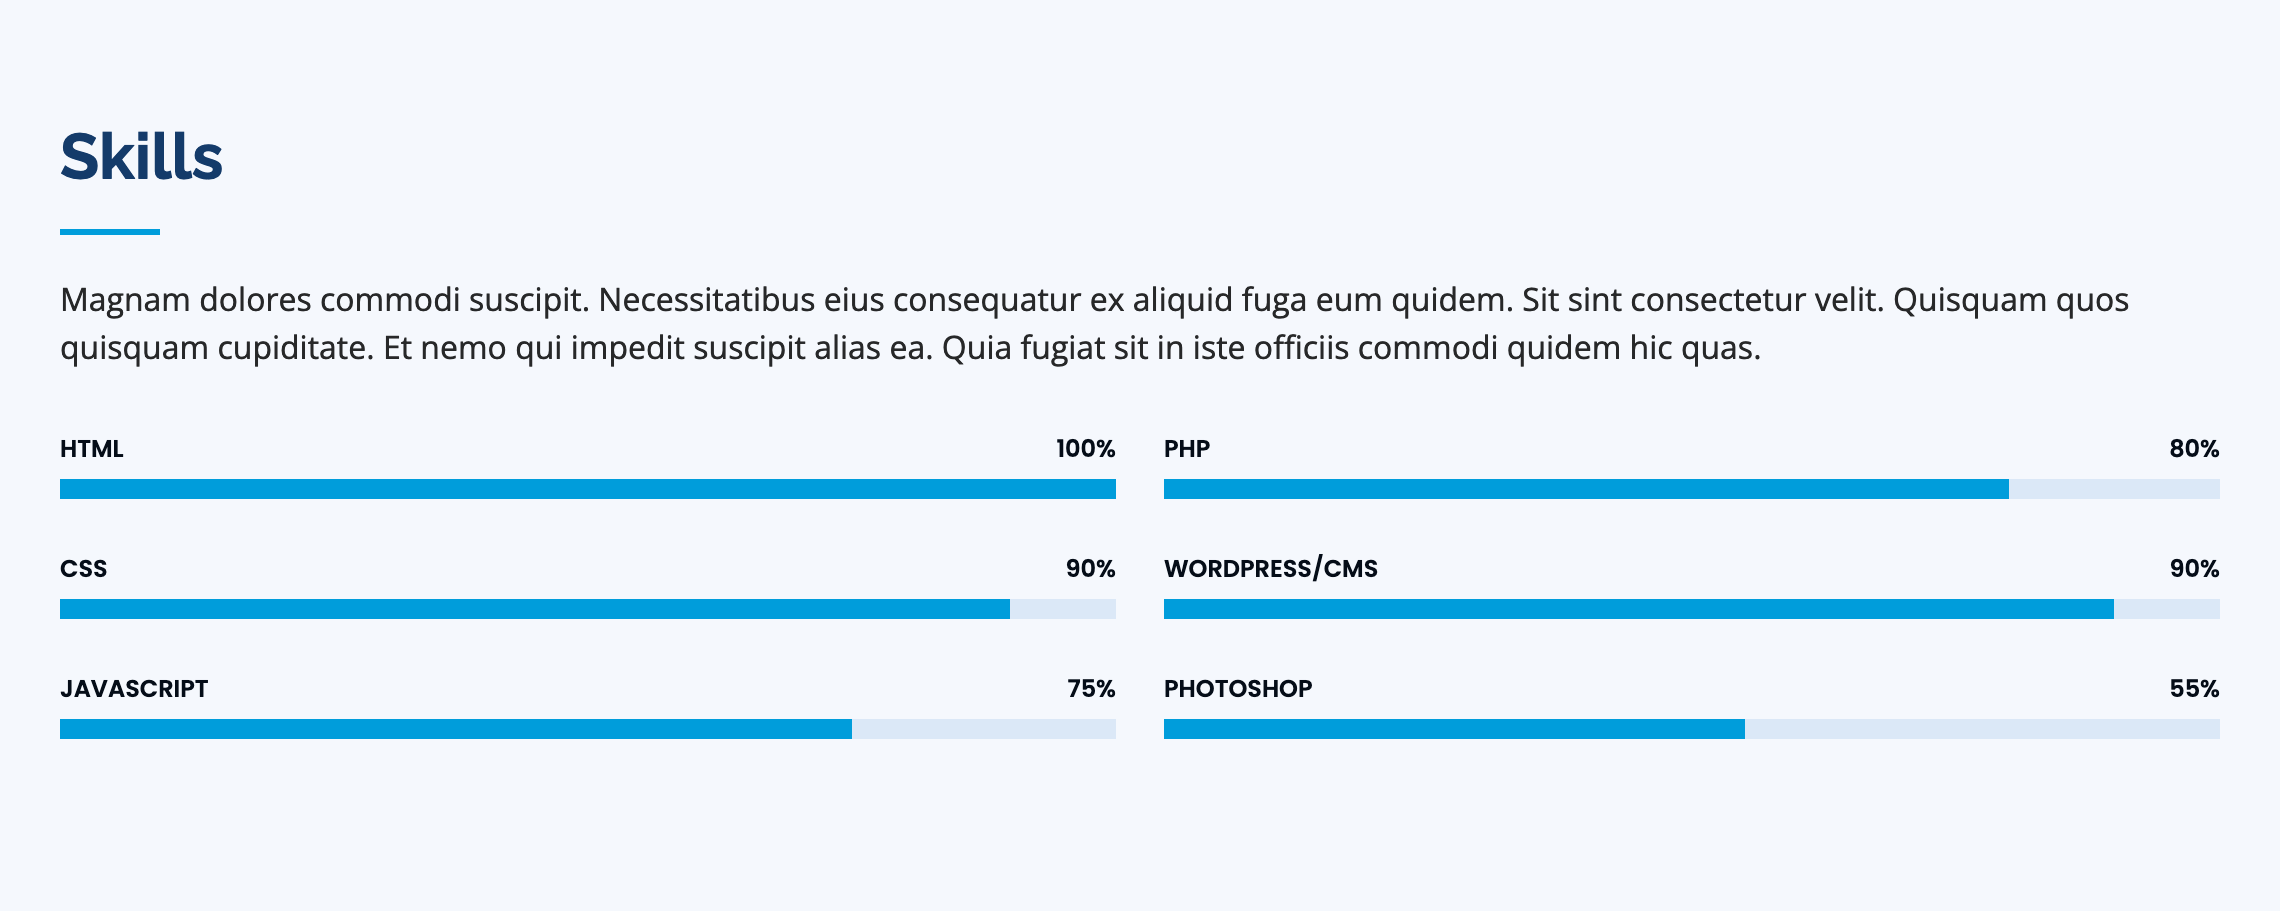 Skills
Magnam dolores commodi suscipit. Necessitatibus eius consequatur ex aliquid fuga eum quidem. Sit sint consectetur velit. Quisquam quos
quisquam cupiditate. Et nemo qui impedit suscipit alias ea. Quia fugiat sit in iste officiis commodi quidem hic quas.
HTML 100%
CSS 90%
JAVASCRIPT 75%
PHP 80%
WORDPRESS/CMS 90%
PHOTOSHOP 55%